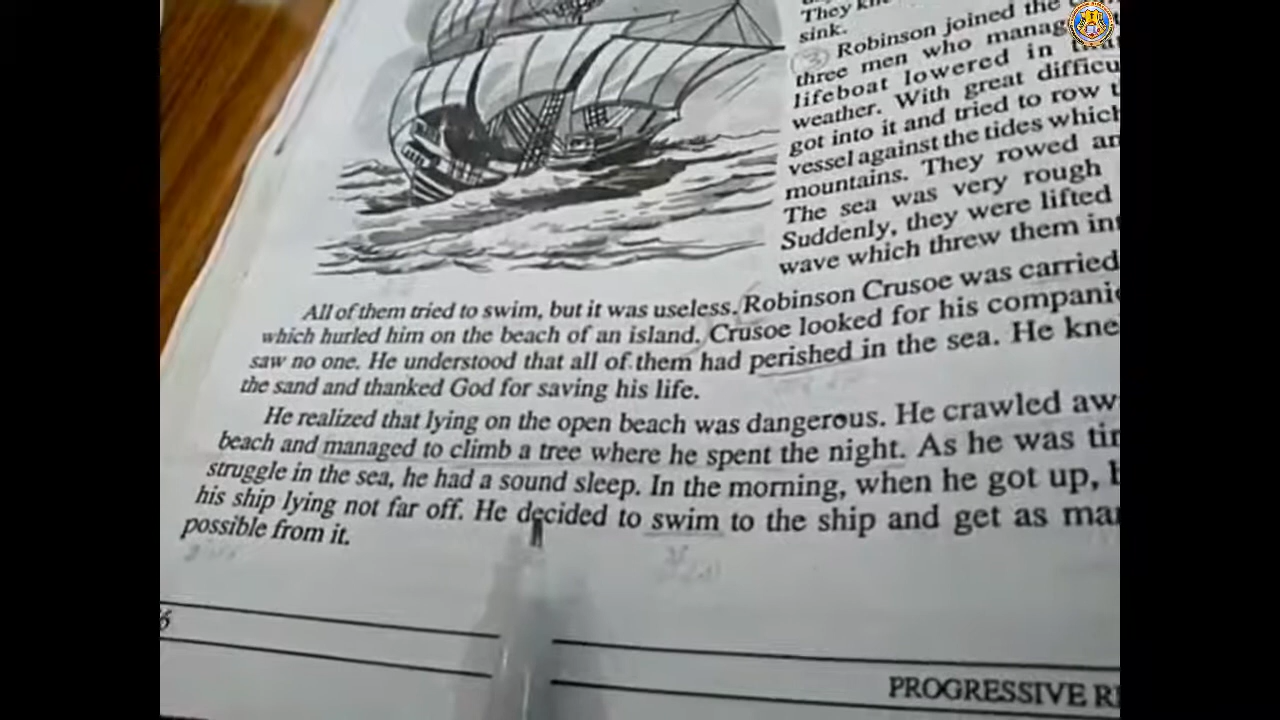 They
sink.
Robinson joined the
three men who manag
lifeboat lowered in
weather. With great difficu
got into it and tried to row t
vessel against the tides which
mountains. They rowed an
The sea was very rough
Suddenly, they were lifted
wave which threw them int
All of them tried to swim, but it was useless. Robinson Crusoe was carried
which hurled him on the beach of an island. Crusoe looked for his compani
saw no one. He understood that all of them had perished in the sea. He kne
the sand and thanked God for saving his life.
He realized that lying on the open beach was dangerous. He crawled aw
beach and managed to climb a tree where he spent the night. As he was tir
struggle in the sea, he had a sound sleep. In the morning, when he got up, h
his ship lying not far off. He decided to swim to the ship and get as ma
possible from it.
6
PROGRESSIVE R